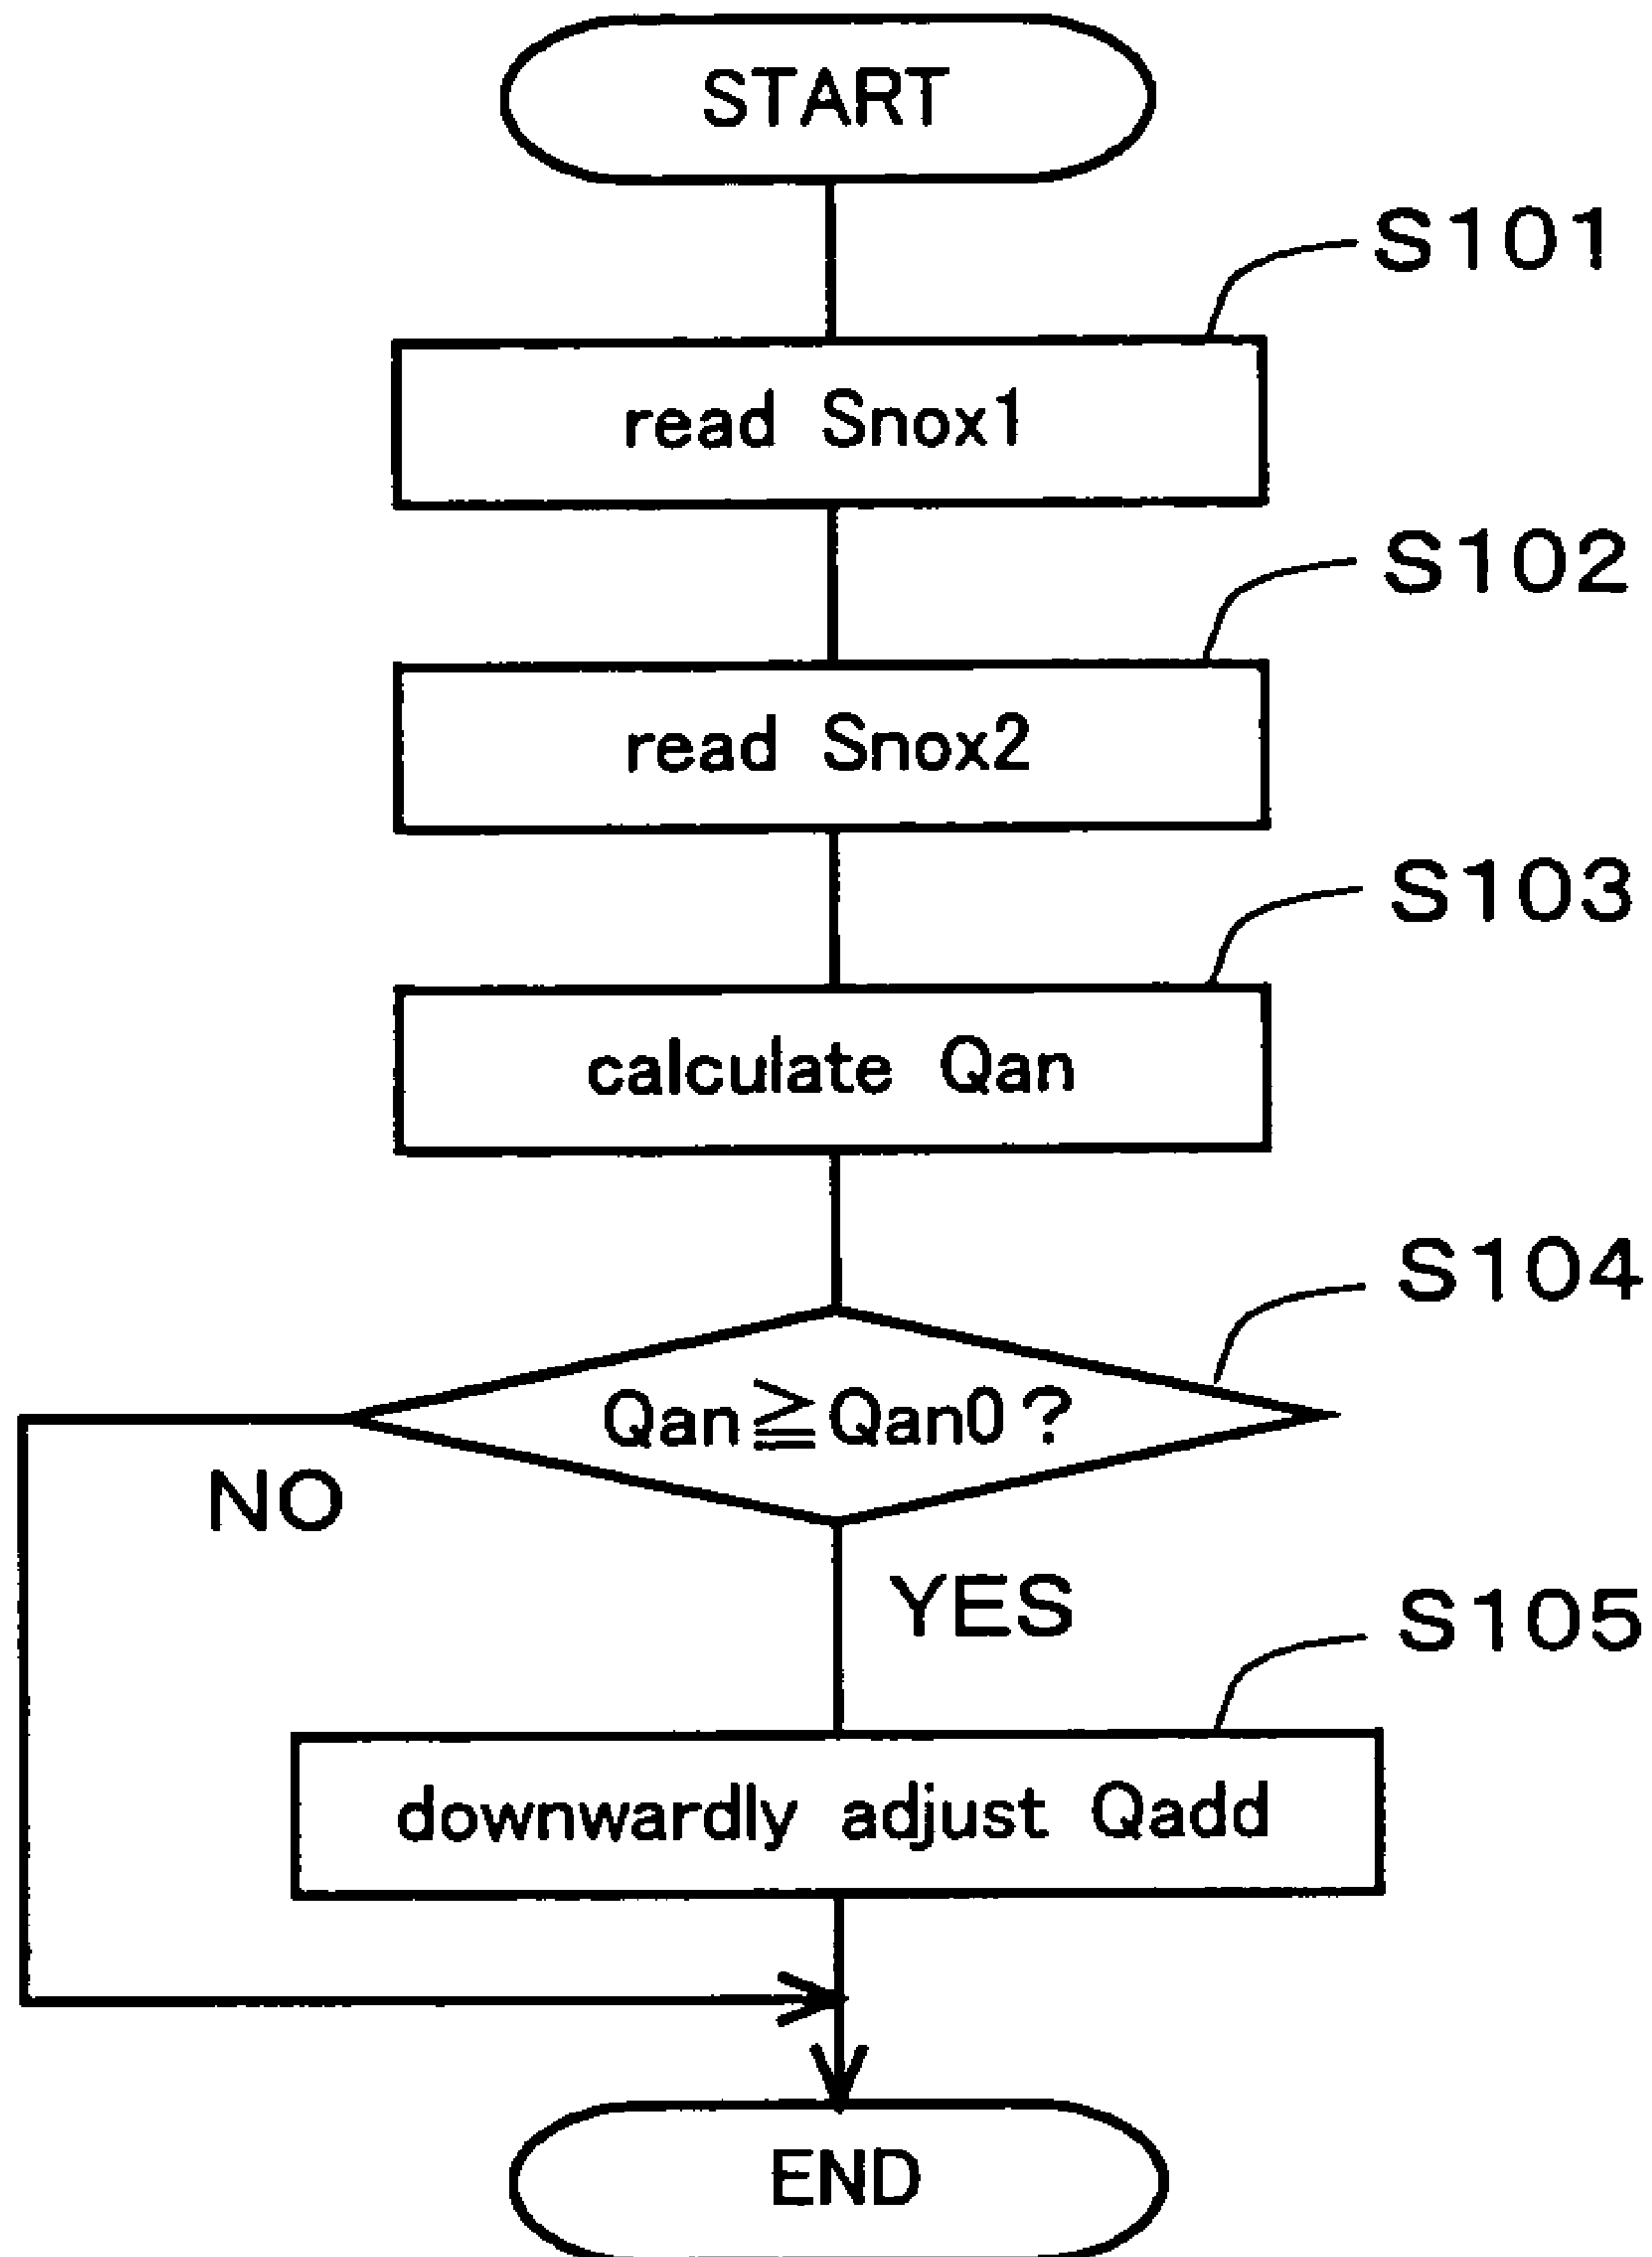 START
S101
read Snox1
S102
read Snox2
S103
calculate Qan
S104
Qan≧Qan0?
NO
YES
S105
downwardly adjust Qadd
END